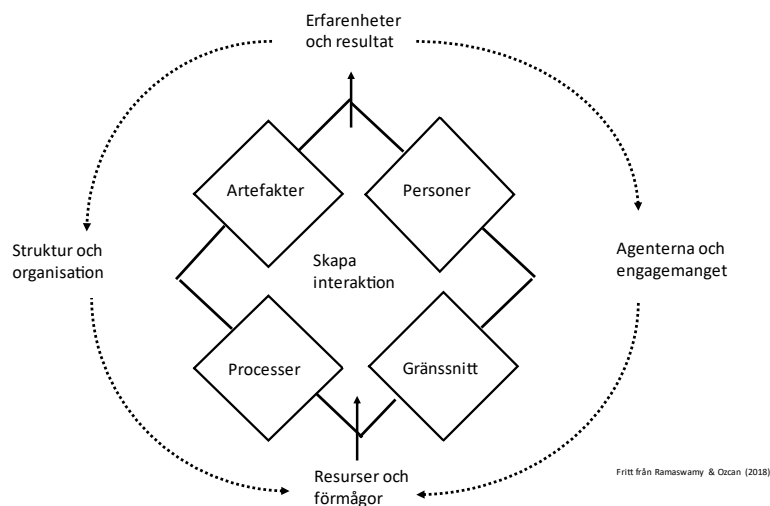 Erfarenheter
och resultat
Artefakter
Personer
Struktur och
organisation
Skapa
interaktion
Agenterna och
engagemanget
Processer
Gränssnitt
Resurser och
förmågor
Fritt från Ramaswamy & Ozcan (2018)